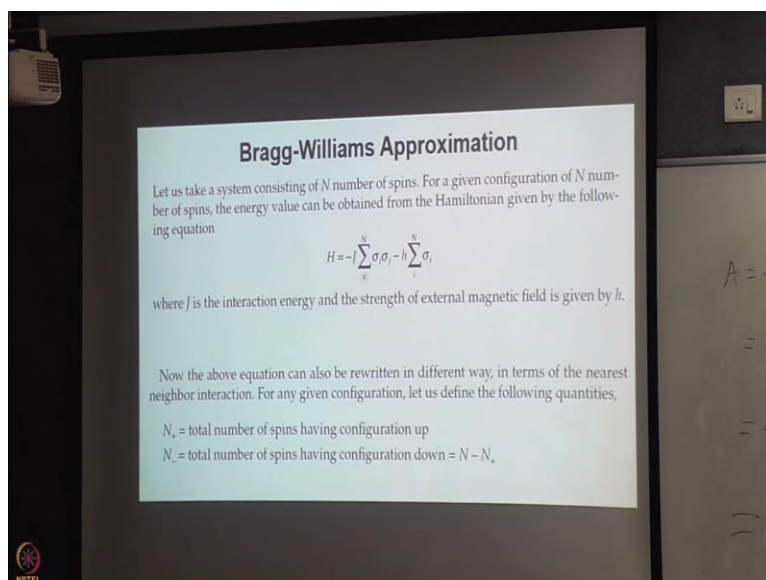 Bragg-Williams Approximation
Let us take a system consisting of N number of spins. For a given configuration of N num-
ber of spins, the energy value can be obtained from the Hamiltonian given by the follow-
ing equation
H = -J∑σᵢσⱼ - h∑σᵢ
where J is the interaction energy and the strength of external magnetic field is given by h.
Now the above equation can also be rewritten in different way, in terms of the nearest
neighbor interaction. For any given configuration, let us define the following quantities,
N₊ = total number of spins having configuration up
N₋ = total number of spins having configuration down = N – N₊
A =
=
=
=
NPTEL